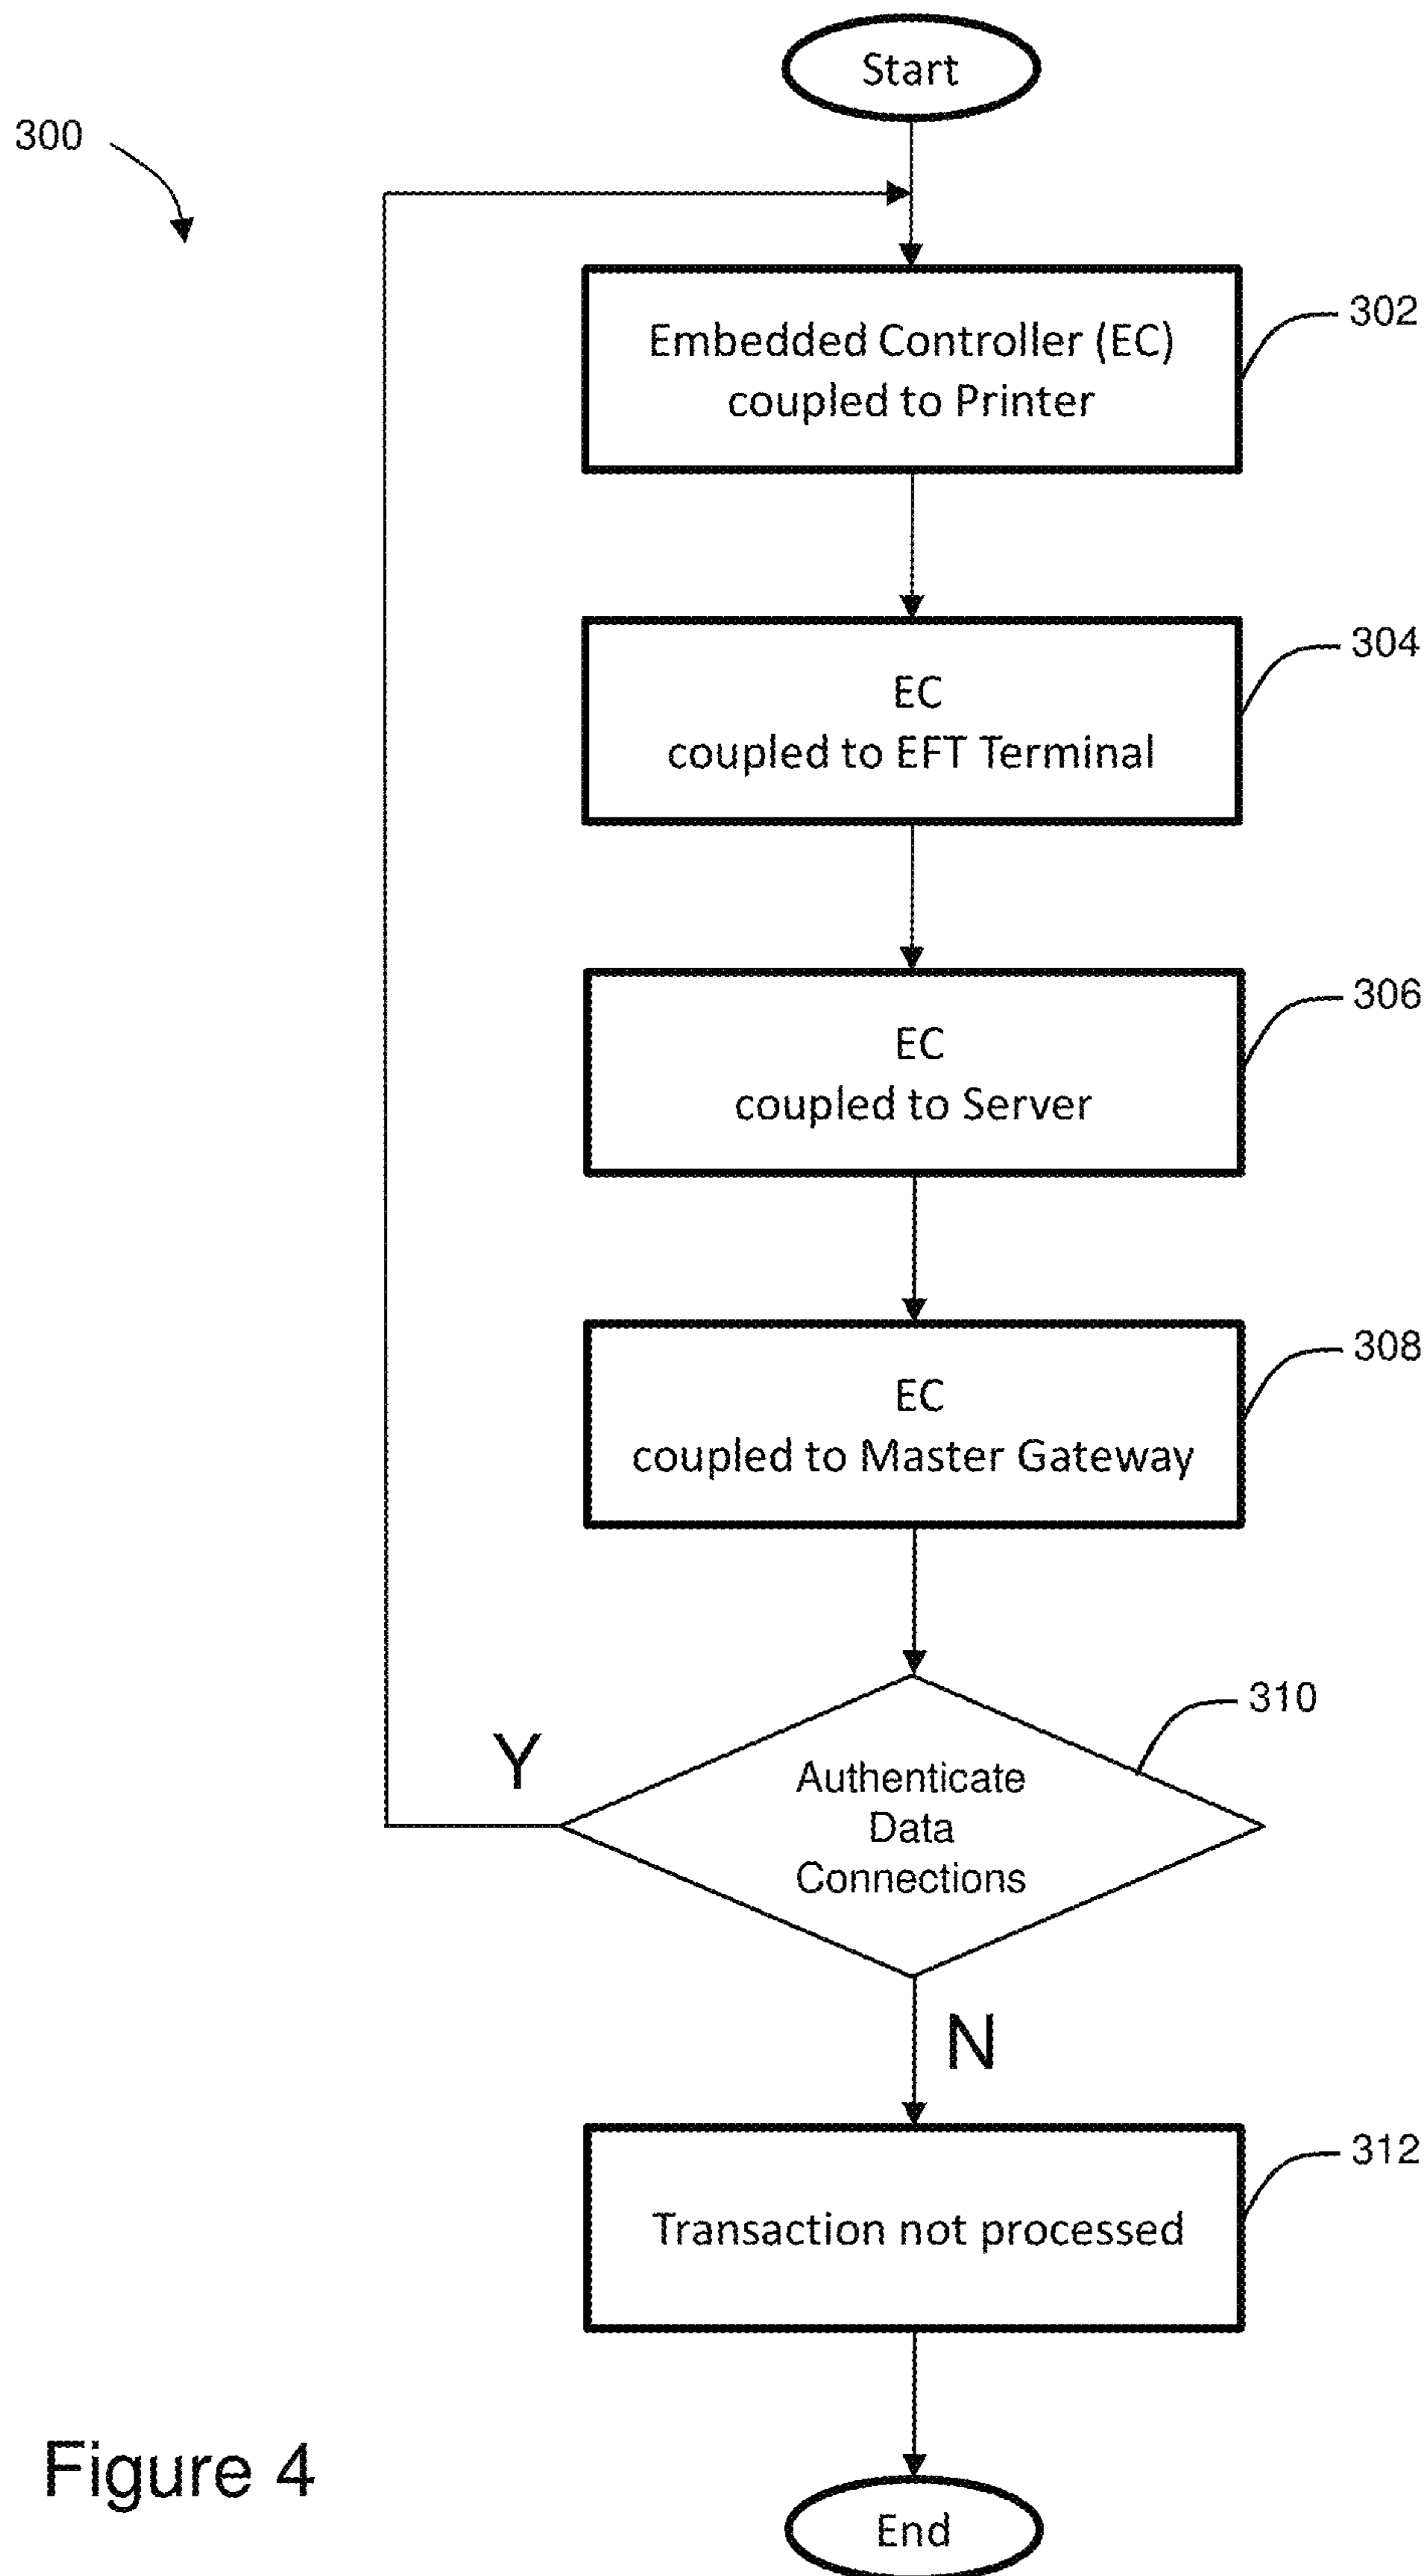 Start
300
Embedded Controller (EC)
coupled to Printer
302
EC
coupled to EFT Terminal
304
EC
coupled to Server
306
EC
coupled to Master Gateway
308
Authenticate
Data
Connections
310
Y
N
Transaction not processed
312
End
Figure 4